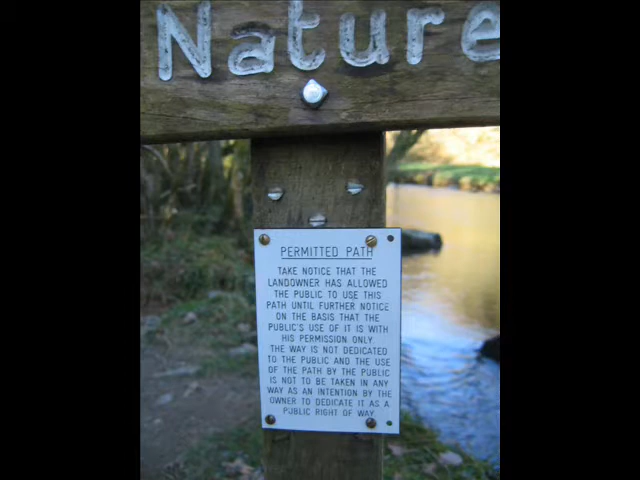 Nature
PERMITTED PATH
TAKE NOTICE THAT THE
LANDOWNER HAS ALLOWED
THE PUBLIC TO USE THIS
PATH UNTIL FURTHER NOTICE
ON THE BASIS THAT THE
PUBLIC'S USE OF IT IS WITH
HIS PERMISSION ONLY.
THE WAY IS NOT DEDICATED
TO THE PUBLIC AND THE USE
OF THE PATH BY THE PUBLIC
IS NOT TO BE TAKEN IN ANY
WAY AS AN INTENTION BY THE
OWNER TO DEDICATE IT AS A
PUBLIC RIGHT OF WAY